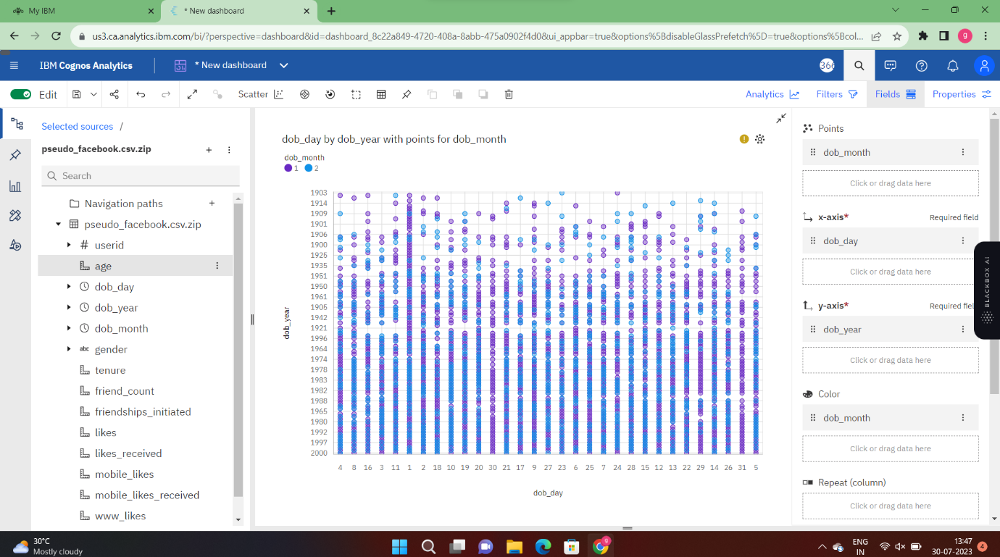 My IBM
* New dashboard
us3.ca.analytics.ibm.com/bi/?perspective=dashboard&id=dashboard_8c22a849-4720-408a-8abb-475a0902f4d0&ui_appbar=true&options%5BdisableGlassPrefetch%5D=true&options%5Bcol...
g
IBM Cognos Analytics
* New dashboard
Edit
Scatter
Analytics
Filters
Fields
Properties
Selected sources /
pseudo_facebook.csv.zip
Search
Navigation paths
pseudo_facebook.csv.zip
# userid
age
dob_day
dob_year
dob_month
abc gender
tenure
friend_count
friendships_initiated
likes
likes_received
mobile_likes
mobile_likes_received
www_likes
dob_day by dob_year with points for dob_month
dob_month
1 2
dob_year
1903
1914
1909
1901
1906
1900
1925
1935
1951
1950
1961
1905
1942
1921
1996
1964
1974
1978
1983
1982
1988
1965
1980
1992
1997
2000
4 8 16 3 11 1 2 18 10 19 20 30 21 17 9 27 23 6 25 7 24 28 15 12 13 22 29 14 26 31 5
dob_day
Points
dob_month
Click or drag data here
x-axis* Required field
dob_day
Click or drag data here
y-axis* Required fiel
dob_year
Click or drag data here
Color
dob_month
Click or drag data here
Repeat (column)
Click or drag data here
BLACKBOX AI
30°C
Mostly cloudy
g
ENG
IN
13:47
30-07-2023
4